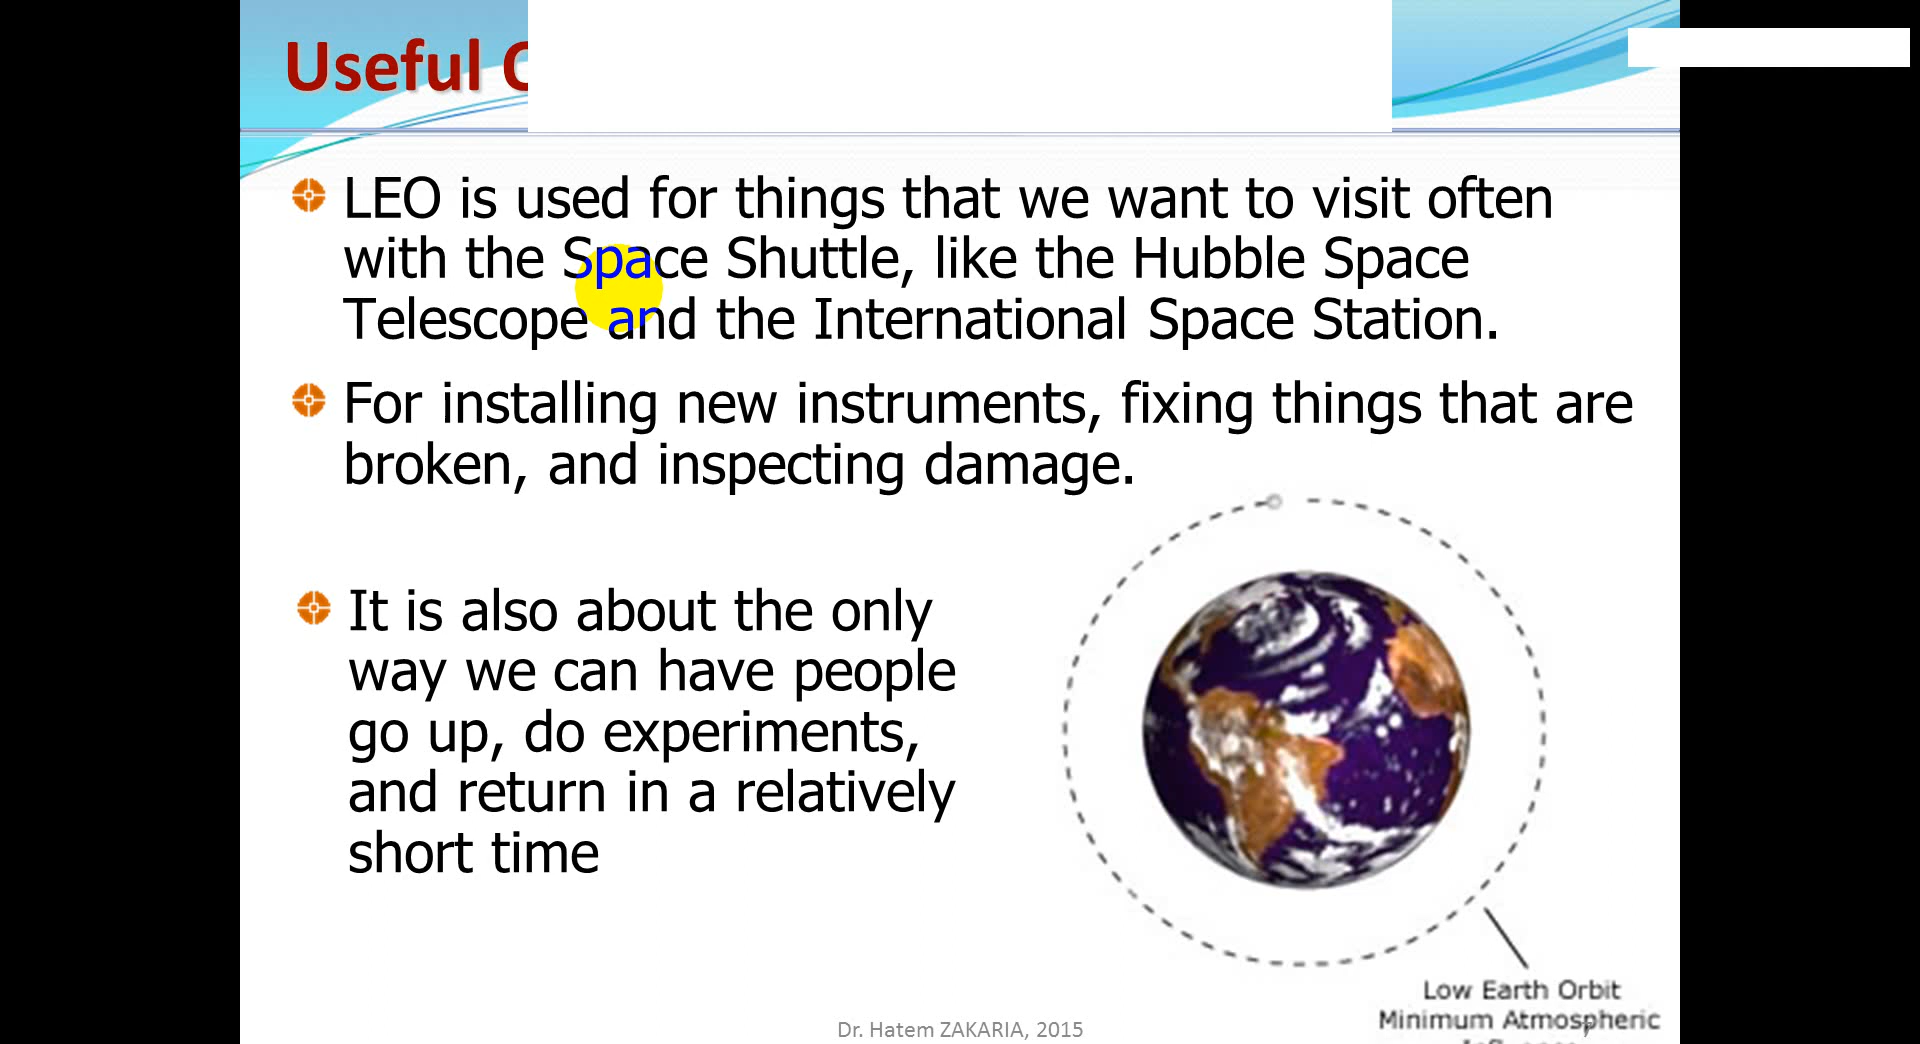 Useful
LEO is used for things that we want to visit often
with the Space Shuttle, like the Hubble Space
Telescope and the International Space Station.
For installing new instruments, fixing things that are
broken, and inspecting damage.
It is also about the only
way we can have people
go up, do experiments,
and return in a relatively
short time
Low Earth Orbit
Minimum Atmospheric
Dr. Hatem ZAKARIA, 2015